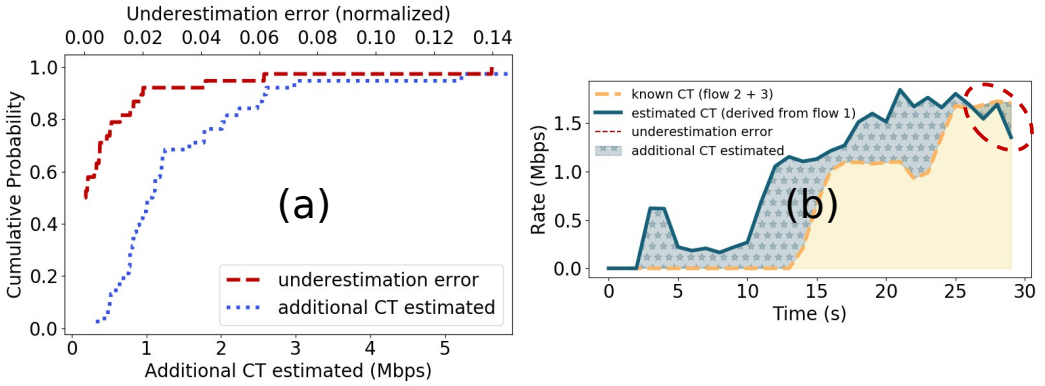 Underestimation error (normalized)
0.00 0.02 0.04 0.06 0.08 0.10 0.12 0.14
1.0
0.8
0.6
0.4
0.2
0.0
Cumulative Probability
(a)
underestimation error
additional CT estimated
0 1 2 3 4 5
Additional CT estimated (Mbps)
known CT (flow 2 + 3)
estimated CT (derived from flow 1)
underestimation error
additional CT estimated
1.5
1.0
0.5
0.0
Rate (Mbps)
(b)
0 5 10 15 20 25 30
Time (s)